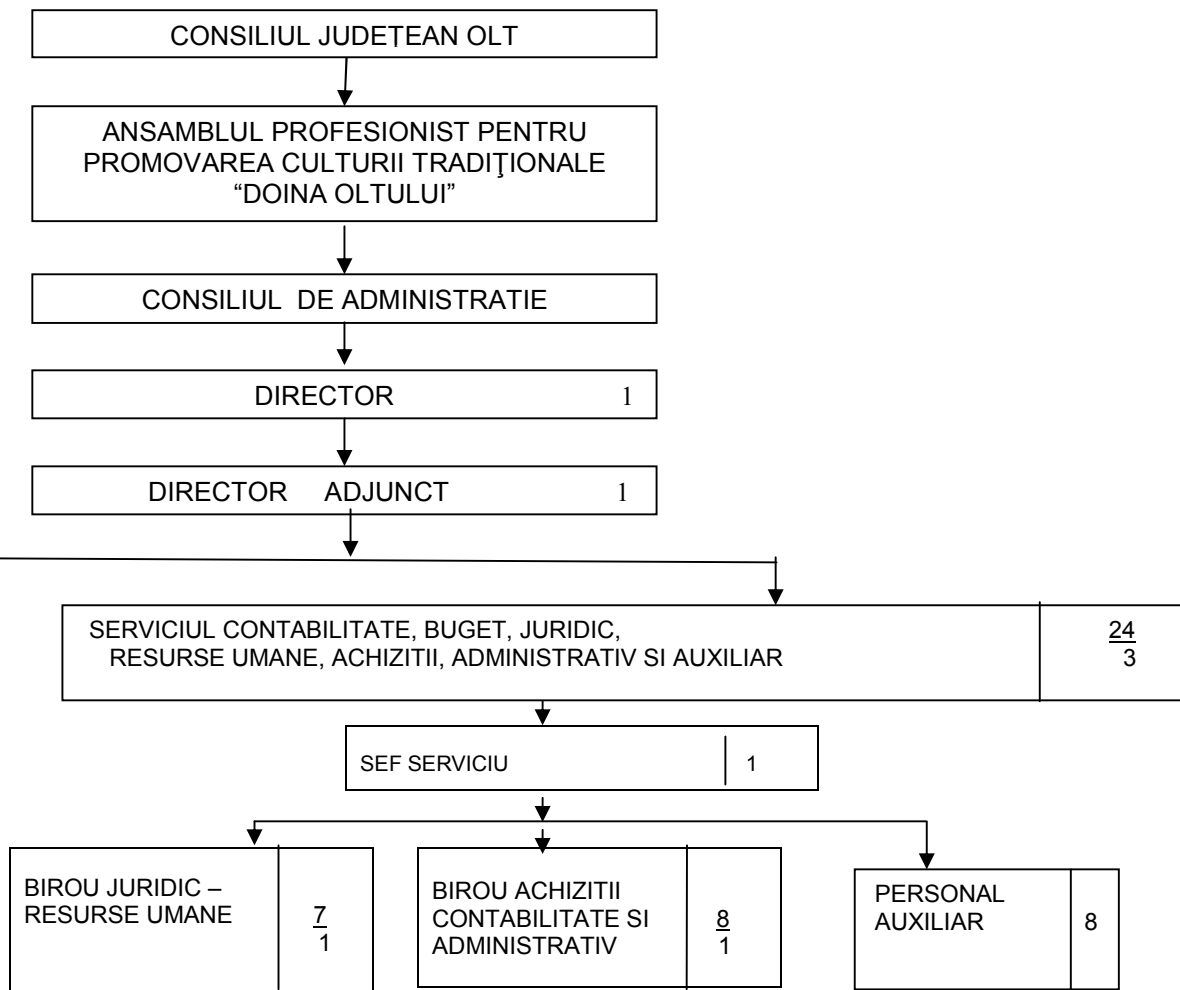 CONSILIUL JUDEȚEAN OLT
ANSAMBLUL PROFESIONIST PENTRU
PROMOVAREA CULTURII TRADIŢIONALE
“DOINA OLTULUI”
CONSILIUL DE ADMINISTRATIE
DIRECTOR 1
DIRECTOR ADJUNCT 1
SERVICIUL CONTABILITATE, BUGET, JURIDIC,
RESURSE UMANE, ACHIZITII, ADMINISTRATIV SI AUXILIAR
24
3
SEF SERVICIU 1
BIROU JURIDIC –
RESURSE UMANE
7
1
BIROU ACHIZITII
CONTABILITATE SI
ADMINISTRATIV
8
1
PERSONAL
AUXILIAR
8